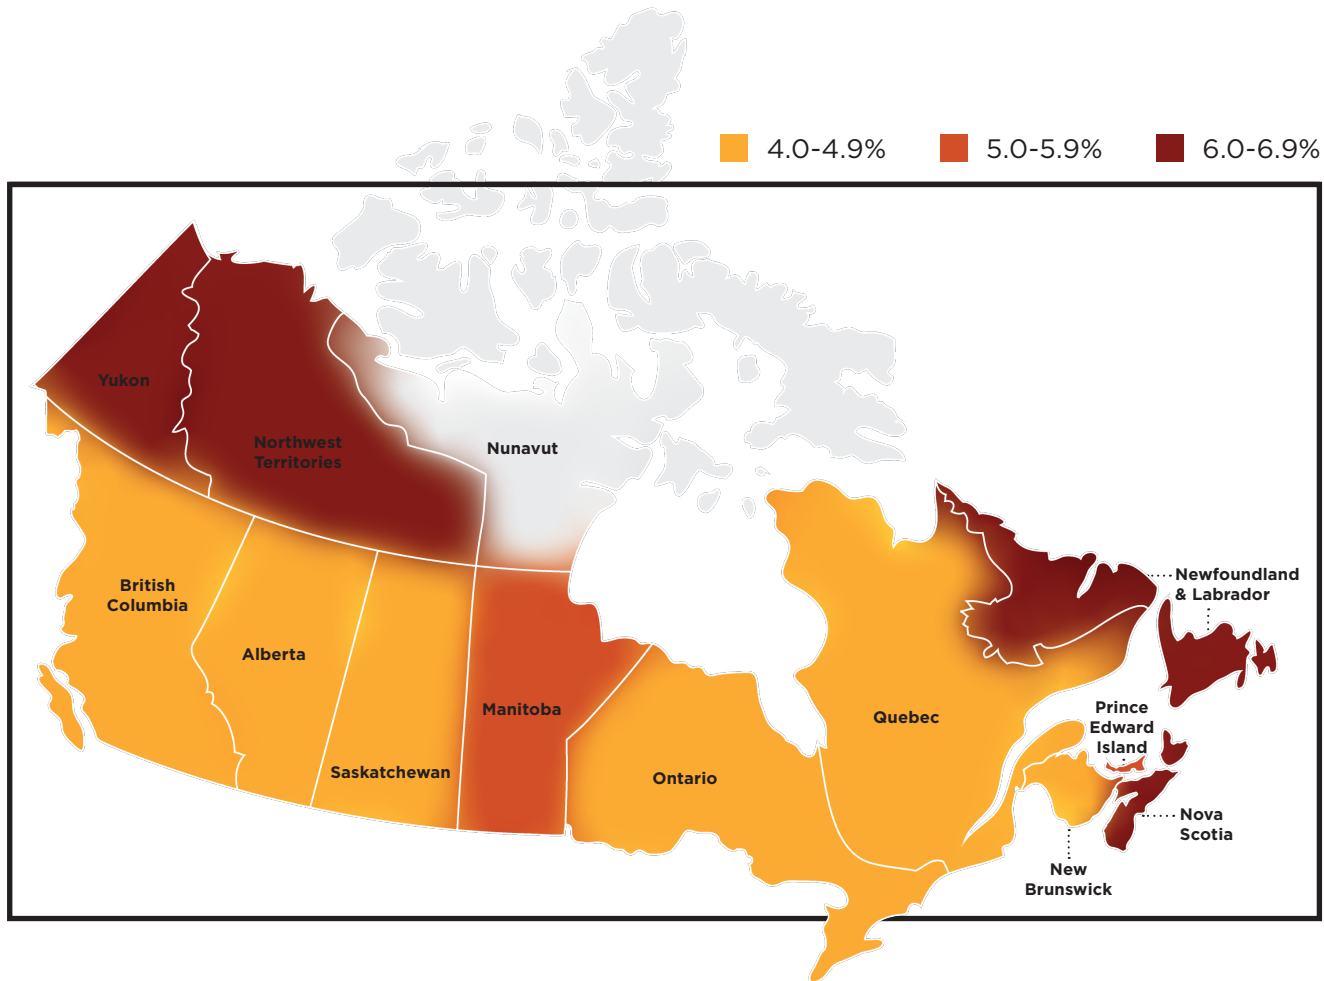 4.0-4.9%
5.0-5.9%
6.0-6.9%
Yukon
Northwest
Territories
Nunavut
British
Columbia
Alberta
Saskatchewan
Manitoba
Ontario
Quebec
Newfoundland
& Labrador
Prince
Edward
Island
Nova
Scotia
New
Brunswick